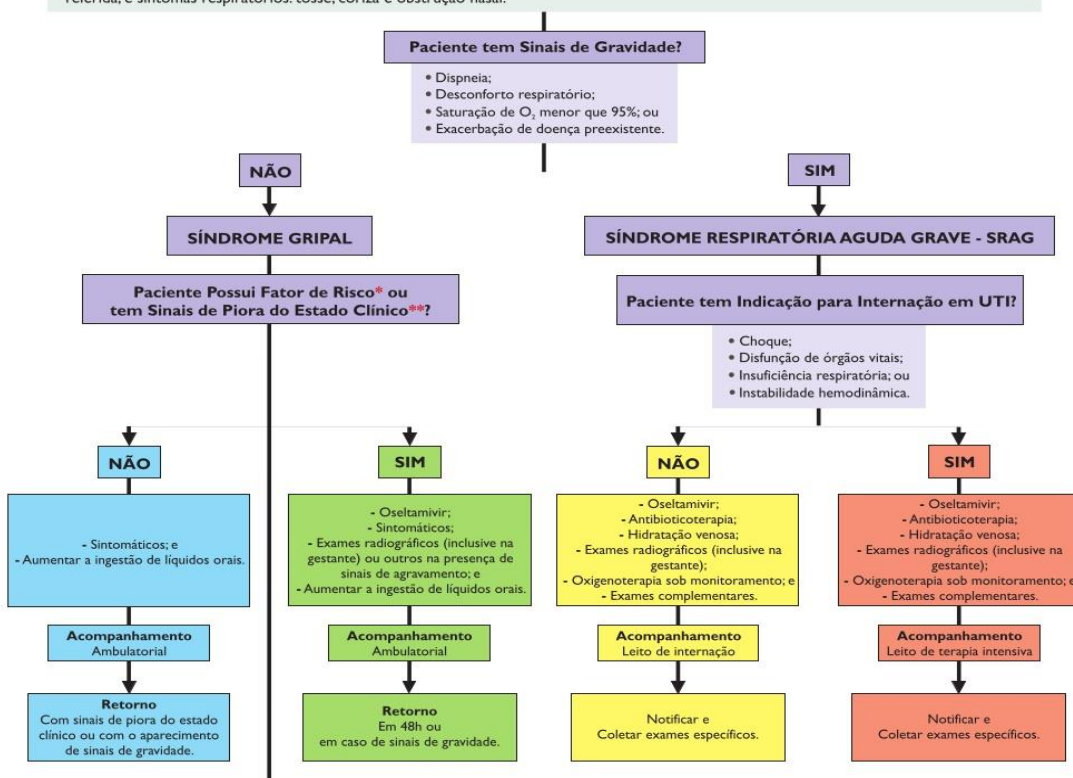 referida, e sintomas respiratórios: tosse, coriza e obstrução nasal.
Paciente tem Sinais de Gravidade?
• Dispneia;
• Desconforto respiratório;
• Saturação de O₂ menor que 95%; ou
• Exacerbação de doença preexistente.
NÃO
SIM
SÍNDROME GRIPAL
SÍNDROME RESPIRATÓRIA AGUDA GRAVE - SRAG
Paciente Possui Fator de Risco* ou
tem Sinais de Piora do Estado Clínico**?
Paciente tem Indicação para Internação em UTI?
• Choque;
• Disfunção de órgãos vitais;
• Insuficiência respiratória; ou
• Instabilidade hemodinâmica.
NÃO
- Sintomáticos; e
- Aumentar a ingestão de líquidos orais.
Acompanhamento
Ambulatorial
Retorno
Com sinais de piora do estado
clínico ou com o aparecimento
de sinais de gravidade.
SIM
- Oseltamivir;
- Sintomáticos;
- Exames radiográficos (inclusive na
gestante) ou outros na presença de
sinais de agravamento; e
- Aumentar a ingestão de líquidos orais.
Acompanhamento
Ambulatorial
Retorno
Em 48h ou
em caso de sinais de gravidade.
NÃO
- Oseltamivir;
- Antibioticoterapia;
- Hidratação venosa;
- Exames radiográficos (inclusive na
gestante);
- Oxigenoterapia sob monitoramento; e
- Exames complementares.
Acompanhamento
Leito de internação
Notificar e
Coletar exames específicos.
SIM
- Oseltamivir;
- Antibioticoterapia;
- Hidratação venosa;
- Exames radiográficos (inclusive na
gestante);
- Oxigenoterapia sob monitoramento; e
- Exames complementares.
Acompanhamento
Leito de terapia intensiva
Notificar e
Coletar exames específicos.